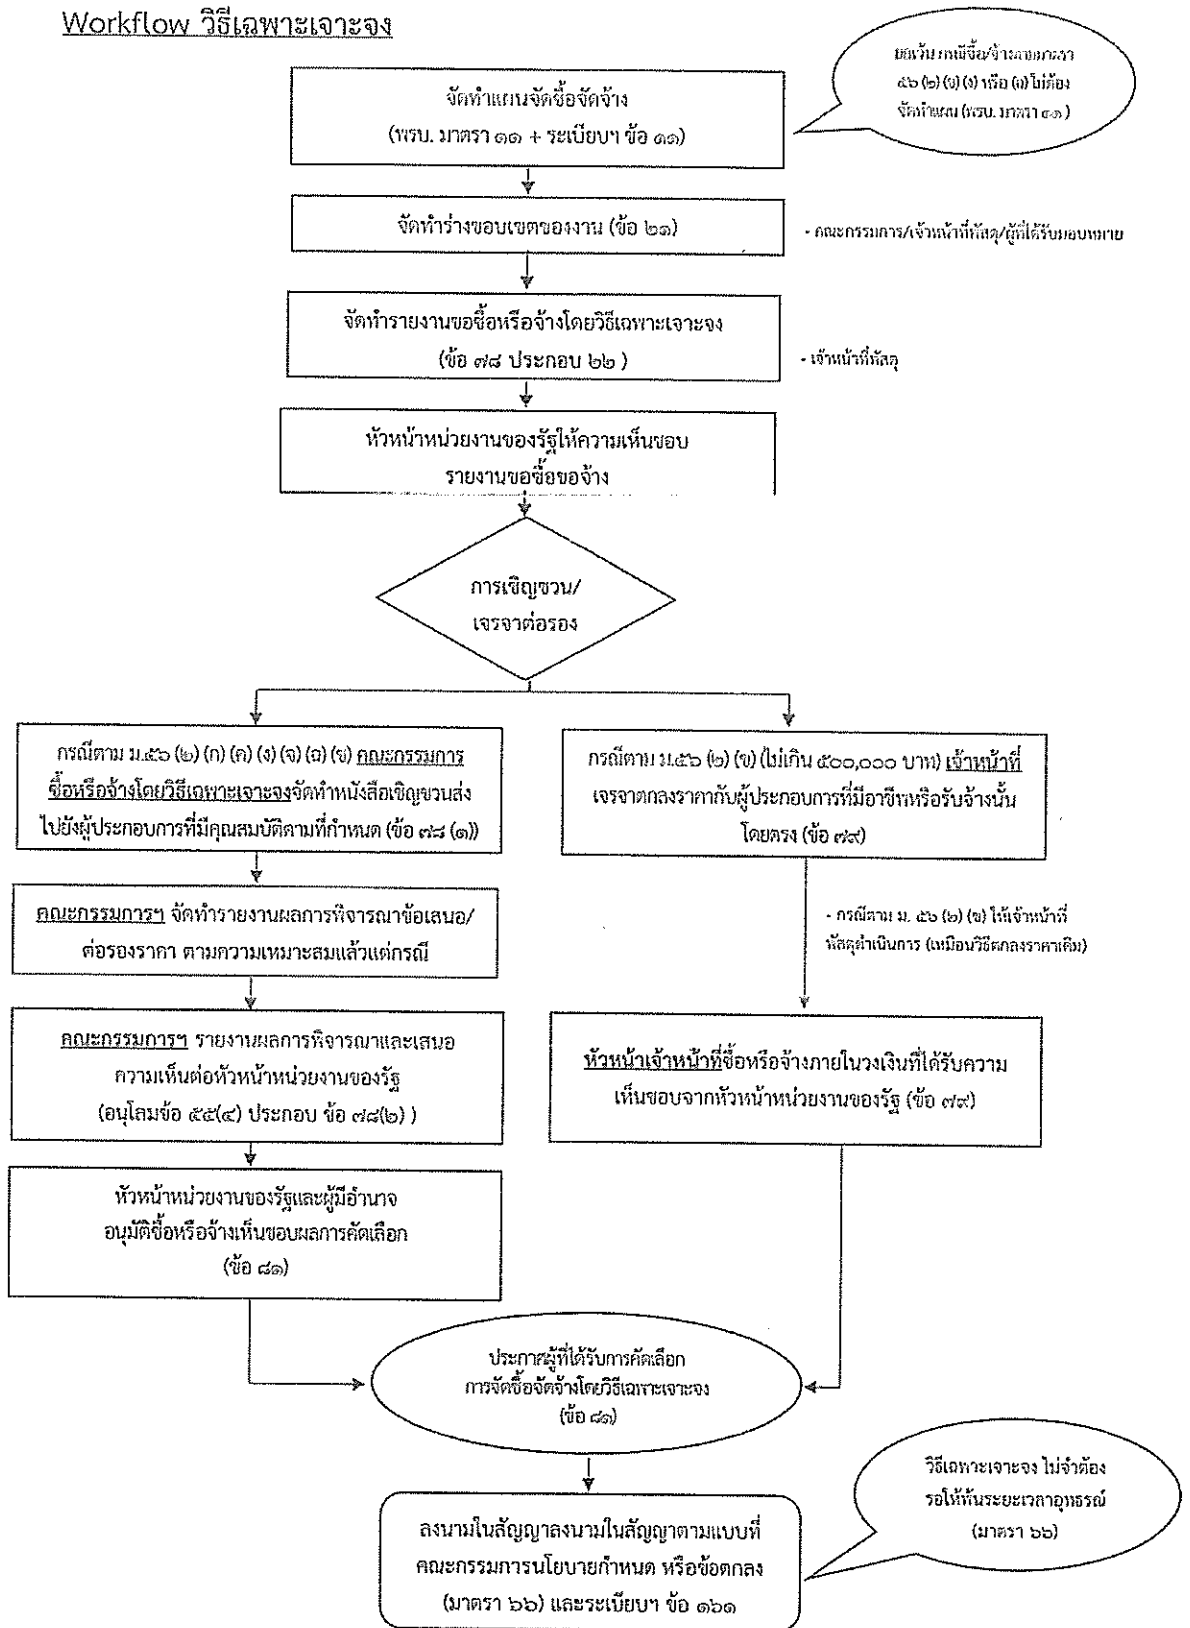 Workflow วิธีเฉพาะเจาะจง
จัดทำแผนจัดซื้อจัดจ้าง
(พรบ. มาตรา ๑๑ + ระเบียบฯ ข้อ ๑๑)
ยกเว้น กรณีซื้อ/จ้างตามมาตรา
๕๖ (๒) (ข) (ง) หรือ (ฉ) ไม่ต้อง
จัดทำแผน (พรบ. มาตรา ๑๑)
จัดทำร่างขอบเขตของงาน (ข้อ ๒๑)
- คณะกรรมการ/เจ้าหน้าที่พัสดุ/ผู้ที่ได้รับมอบหมาย
จัดทำรายงานขอซื้อหรือจ้างโดยวิธีเฉพาะเจาะจง
(ข้อ ๗๘ ประกอบ ๒๒ )
- เจ้าหน้าที่พัสดุ
หัวหน้าหน่วยงานของรัฐให้ความเห็นชอบ
รายงานขอซื้อขอจ้าง
การเชิญชวน/
เจรจาต่อรอง
กรณีตาม ม.๕๖ (๒) (ก) (ค) (ง) (จ) (ฉ) (ช) คณะกรรมการ
ซื้อหรือจ้างโดยวิธีเฉพาะเจาะจงจัดทำหนังสือเชิญชวนส่ง
ไปยังผู้ประกอบการที่มีคุณสมบัติตามที่กำหนด (ข้อ ๗๘ (๑))
กรณีตาม ม.๕๖ (๒) (ข) (ไม่เกิน ๕๐๐,๐๐๐ บาท) เจ้าหน้าที่
เจรจาตกลงราคากับผู้ประกอบการที่มีอาชีพหรือรับจ้างนั้น
โดยตรง (ข้อ ๗๙)
คณะกรรมการฯ จัดทำรายงานผลการพิจารณาข้อเสนอ/
ต่อรองราคา ตามความเหมาะสมแล้วแต่กรณี
- กรณีตาม ม. ๕๖ (๒) (ข) ให้เจ้าหน้าที่
พัสดุดำเนินการ (เหมือนวิธีตกลงราคาเดิม)
คณะกรรมการฯ รายงานผลการพิจารณาและเสนอ
ความเห็นต่อหัวหน้าหน่วยงานของรัฐ
(อนุโลมข้อ ๕๕(๔) ประกอบ ข้อ ๗๘(๒) )
หัวหน้าเจ้าหน้าที่ซื้อหรือจ้างภายในวงเงินที่ได้รับความ
เห็นชอบจากหัวหน้าหน่วยงานของรัฐ (ข้อ ๗๙)
หัวหน้าหน่วยงานของรัฐและผู้มีอำนาจ
อนุมัติซื้อหรือจ้างเห็นชอบผลการคัดเลือก
(ข้อ ๘๑)
ประกาศผู้ที่ได้รับการคัดเลือก
การจัดซื้อจัดจ้างโดยวิธีเฉพาะเจาะจง
(ข้อ ๘๑)
วิธีเฉพาะเจาะจง ไม่จำต้อง
รอให้พ้นระยะเวลาอุทธรณ์
(มาตรา ๖๖)
ลงนามในสัญญาลงนามในสัญญาตามแบบที่
คณะกรรมการนโยบายกำหนด หรือข้อตกลง
(มาตรา ๖๖) และระเบียบฯ ข้อ ๑๖๑